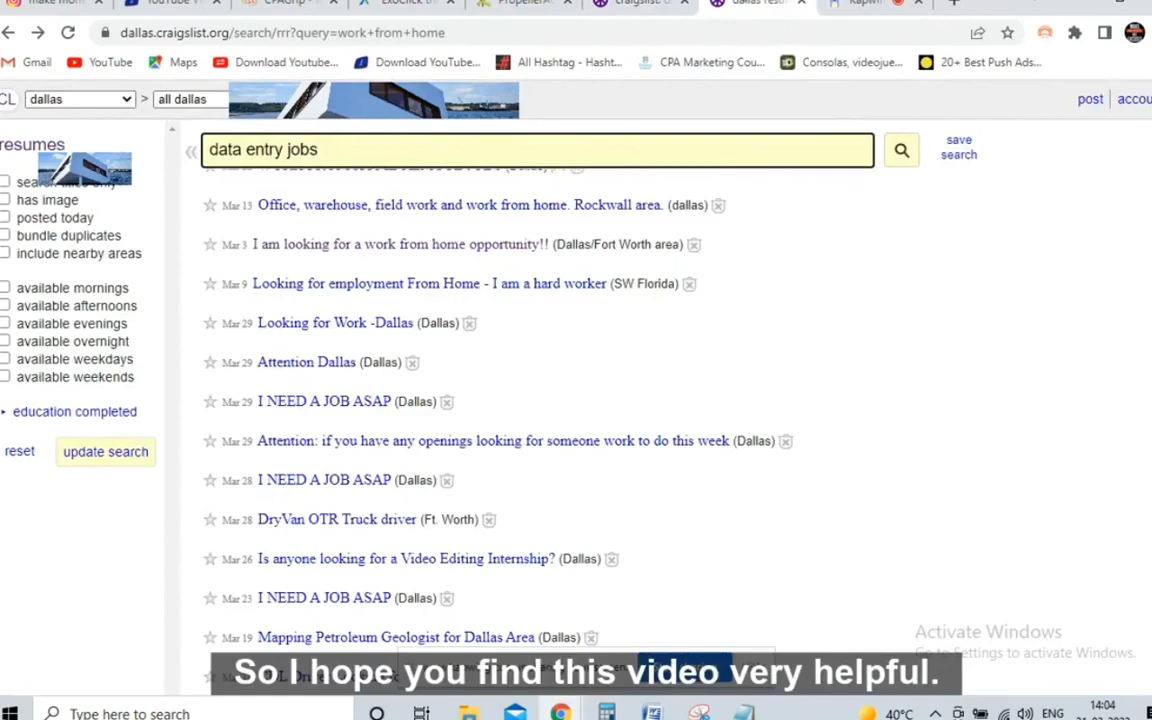 dallas.craigslist.org/search/rrr?query=work+from+home
Gmail YouTube Maps Download Youtube... Download YouTube... All Hashtag - Hasht... CPA Marketing Cou... Consolas, videojue... 20+ Best Push Ads...
CL dallas > all dallas post accou
resumes
data entry jobs
save
search
has image
posted today
bundle duplicates
include nearby areas
available mornings
available afternoons
available evenings
available overnight
available weekdays
available weekends
education completed
reset update search
Mar 13 Office, warehouse, field work and work from home. Rockwall area. (dallas)
Mar 3 I am looking for a work from home opportunity!! (Dallas/Fort Worth area)
Mar 9 Looking for employment From Home - I am a hard worker (SW Florida)
Mar 29 Looking for Work -Dallas (Dallas)
Mar 29 Attention Dallas (Dallas)
Mar 29 I NEED A JOB ASAP (Dallas)
Mar 29 Attention: if you have any openings looking for someone work to do this week (Dallas)
Mar 28 I NEED A JOB ASAP (Dallas)
Mar 28 DryVan OTR Truck driver (Ft. Worth)
Mar 26 Is anyone looking for a Video Editing Internship? (Dallas)
Mar 23 I NEED A JOB ASAP (Dallas)
Mar 19 Mapping Petroleum Geologist for Dallas Area (Dallas)
Activate Windows
Go to Settings to activate Windows.
So I hope you find this video very helpful.
Type here to search 40°C ENG 14:04